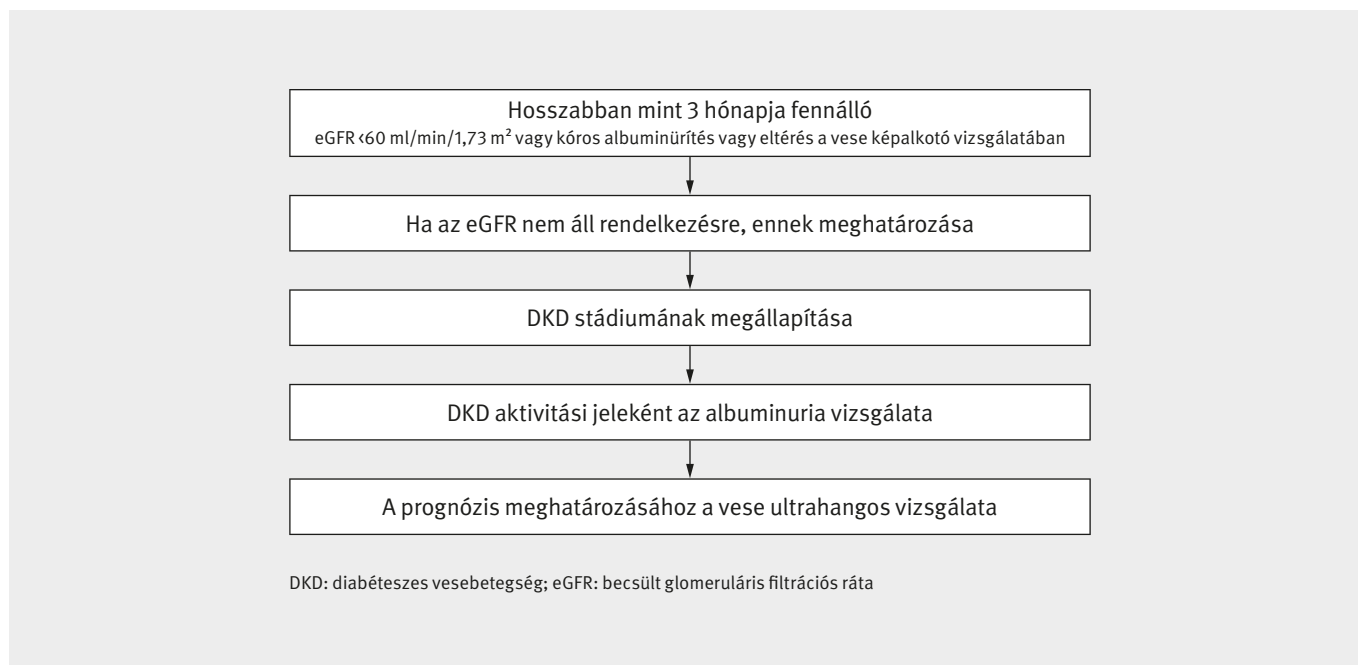 Hosszabban mint 3 hónapja fennálló
eGFR <60 ml/min/1,73 m² vagy kóros albuminürítés vagy eltérés a vese képalkotó vizsgálatában
Ha az eGFR nem áll rendelkezésre, ennek meghatározása
DKD stádiumának megállapítása
DKD aktivitási jeleként az albuminuria vizsgálata
A prognózis meghatározásához a vese ultrahangos vizsgálata
DKD: diabéteszes vesebetegség; eGFR: becsült glomeruláris filtrációs ráta